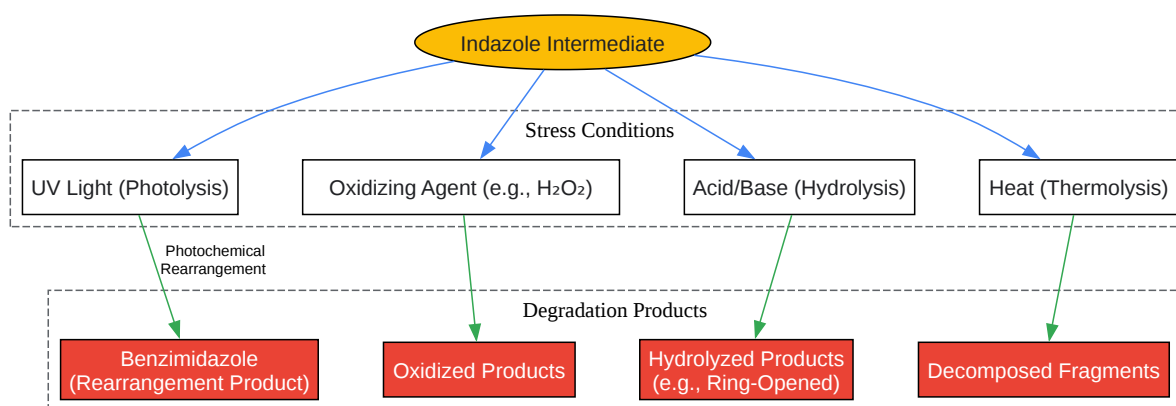 Indazole Intermediate
Stress Conditions
UV Light (Photolysis)
Oxidizing Agent (e.g., H₂O₂)
Acid/Base (Hydrolysis)
Heat (Thermolysis)
Photochemical
Rearrangement
Degradation Products
Benzimidazole
(Rearrangement Product)
Oxidized Products
Hydrolyzed Products
(e.g., Ring-Opened)
Decomposed Fragments